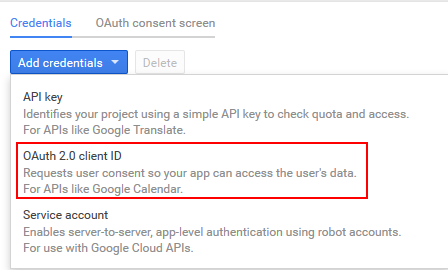 Credentials OAuth consent screen
Add credentials Delete
API key
Identifies your project using a simple API key to check quota and access.
For APIs like Google Translate.
OAuth 2.0 client ID
Requests user consent so your app can access the user's data.
For APIs like Google Calendar.
Service account
Enables server-to-server, app-level authentication using robot accounts.
For use with Google Cloud APIs.